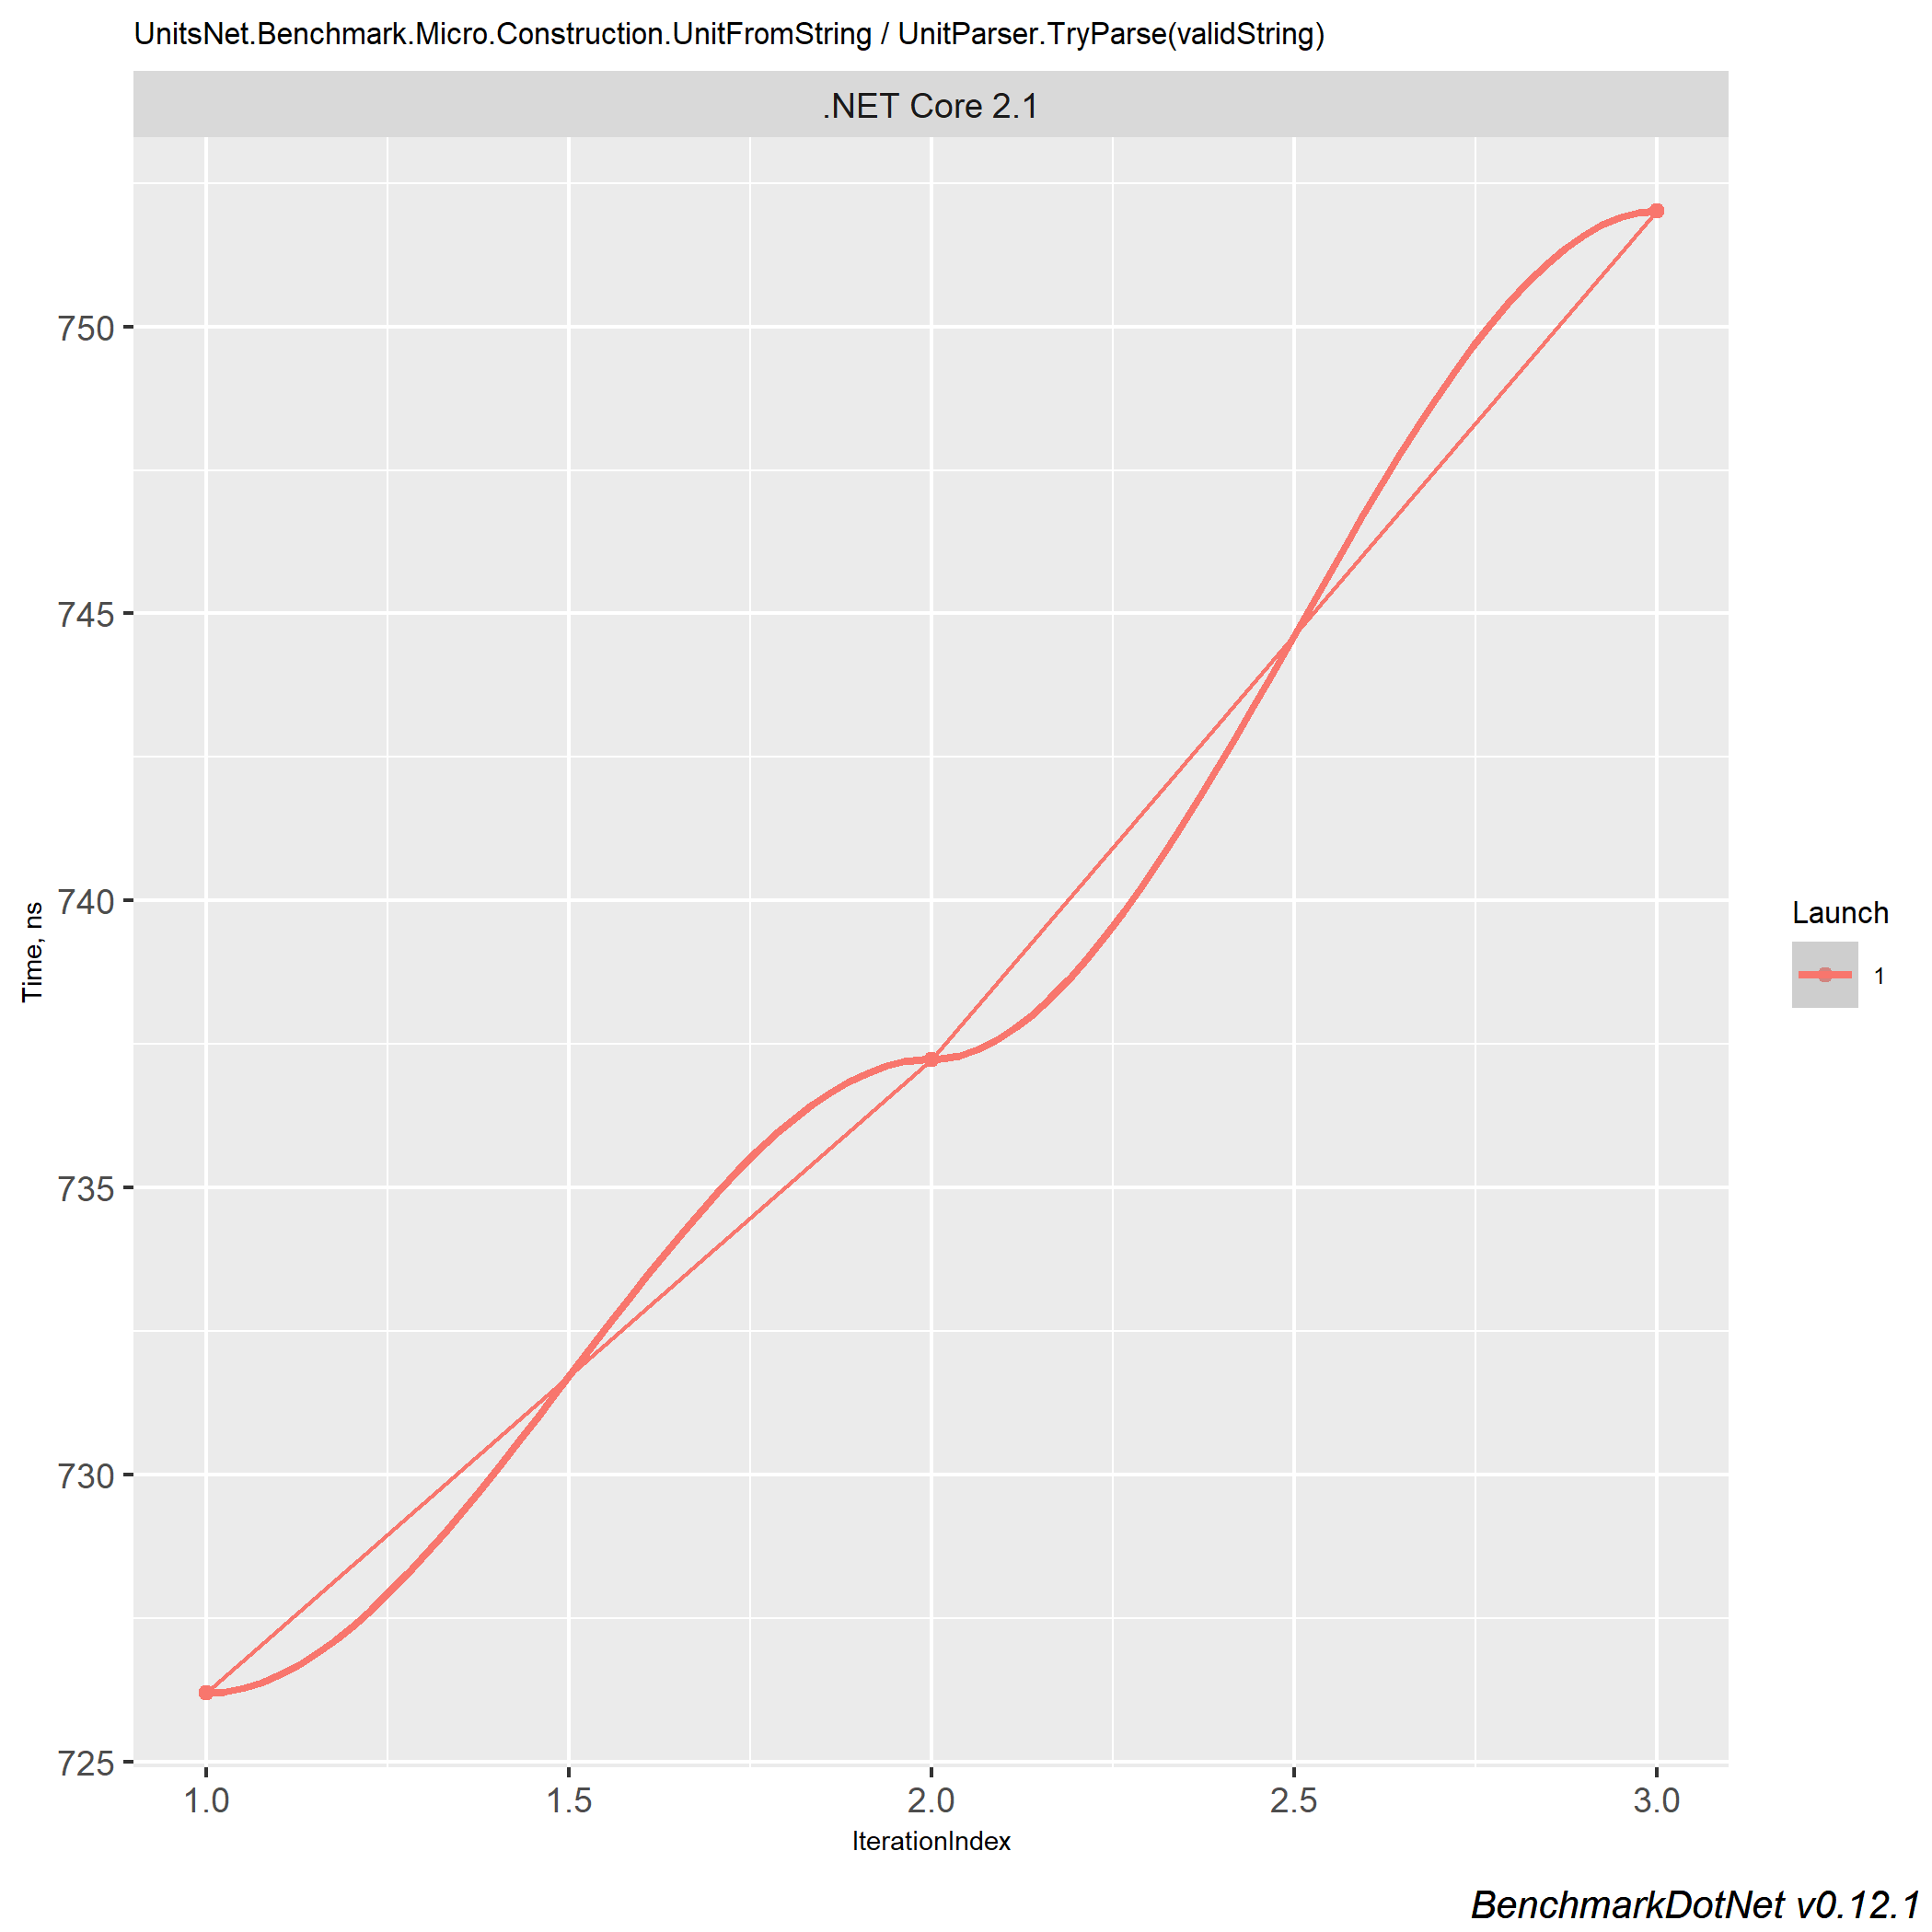 UnitsNet.Benchmark.Micro.Construction.UnitFromString / UnitParser.TryParse(validString)
.NET Core 2.1
750
745
740
735
730
725
Time, ns
1.0 1.5 2.0 2.5 3.0
IterationIndex
Launch
1
BenchmarkDotNet v0.12.1